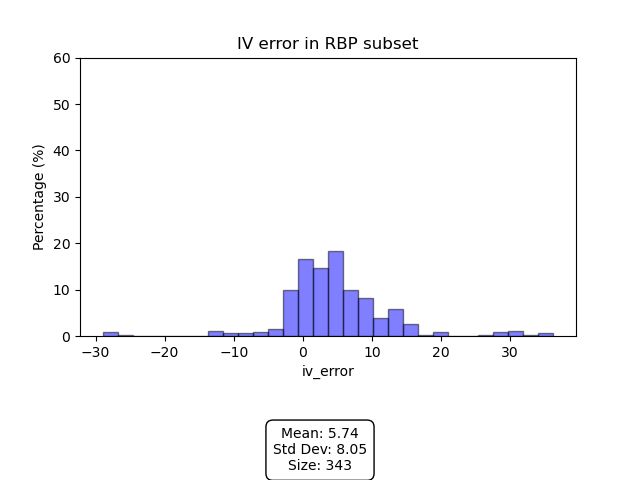 IV error in RBP subset
60
50
40
30
20
10
0
Percentage (%)
−30 −20 −10 0 10 20 30
iv_error
Mean: 5.74
Std Dev: 8.05
Size: 343